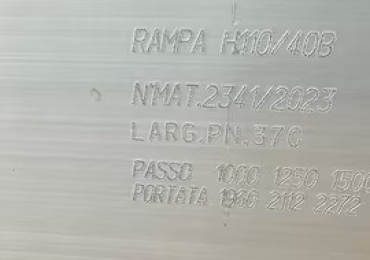 RAMPA H110/40B
N°MAT.2341/2023
LARG.PN.370
PASSO 1000 1250 1500
PORTATA 1960 2112 2272